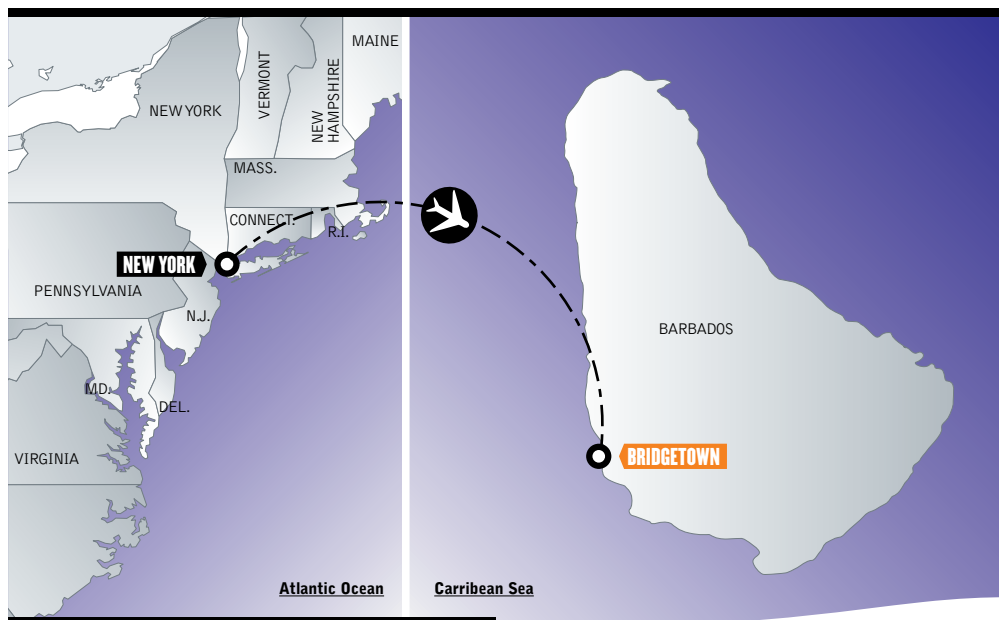 MAINE
VERMONT
NEW
HAMPSHIRE
NEW YORK
MASS.
CONNECT.
R.I.
NEW YORK
PENNSYLVANIA
N.J.
BARBADOS
MD.
DEL.
VIRGINIA
BRIDGETOWN
Atlantic Ocean
Carribean Sea